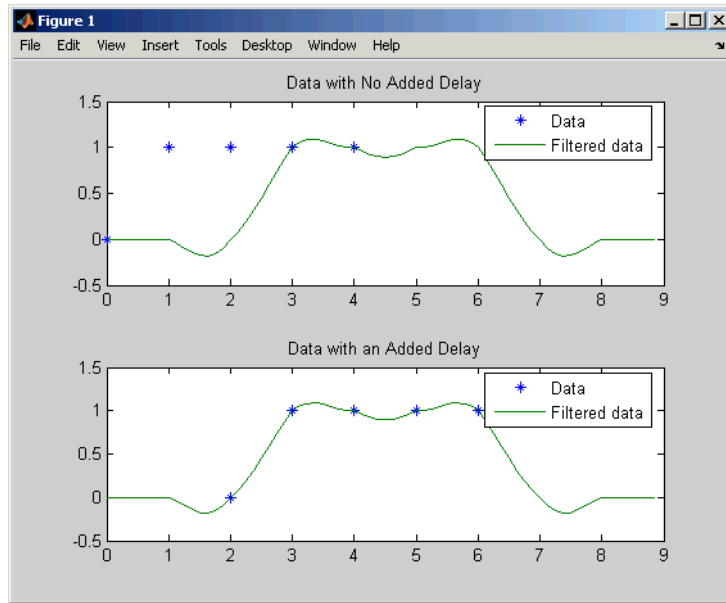 Figure 1
File Edit View Insert Tools Desktop Window Help
Data with No Added Delay
1.5
1
0.5
0
-0.5
0 1 2 3 4 5 6 7 8 9
Data
Filtered data
Data with an Added Delay
1.5
1
0.5
0
-0.5
0 1 2 3 4 5 6 7 8 9
Data
Filtered data